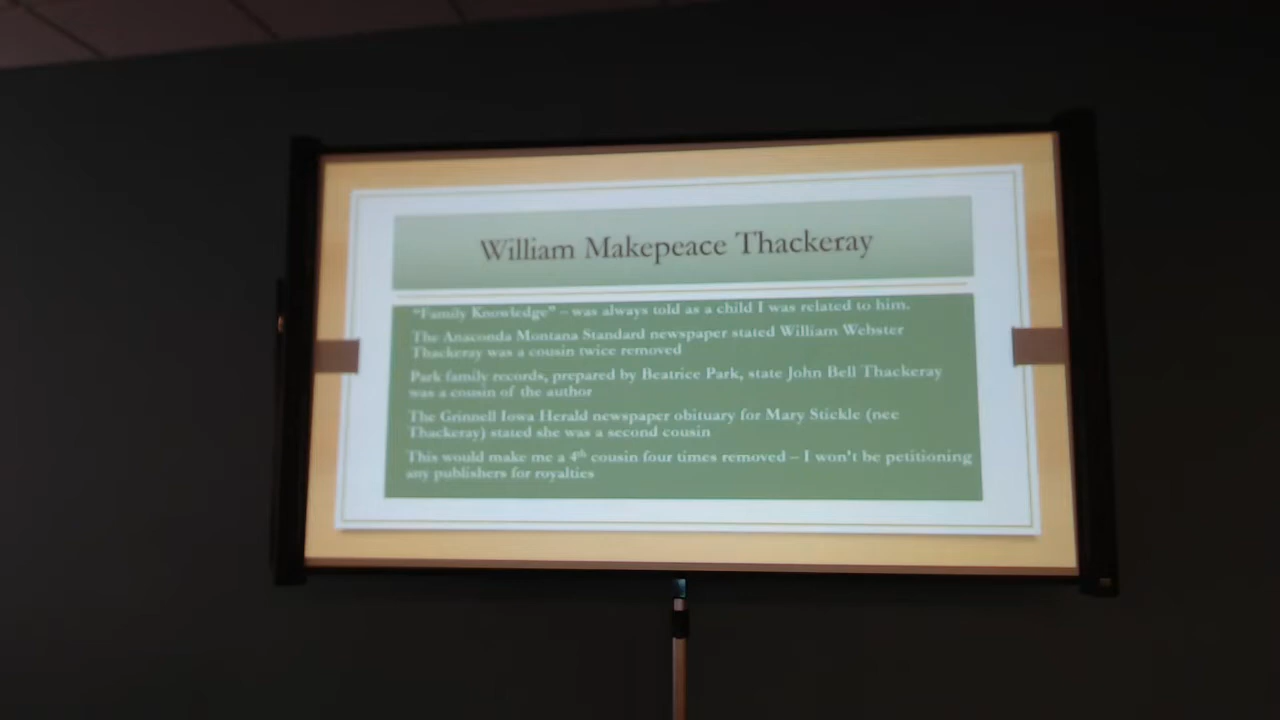 William Makepeace Thackeray
“Family Knowledge” – was always told as a child I was related to him.
The Anaconda Montana Standard newspaper stated William Webster
Thackeray was a cousin twice removed
Park family records, prepared by Beatrice Park, state John Bell Thackeray
was a cousin of the author
The Grinnell Iowa Herald newspaper obituary for Mary Stickle (nee
Thackeray) stated she was a second cousin
This would make me a 4th cousin four times removed – I won't be petitioning
any publishers for royalties